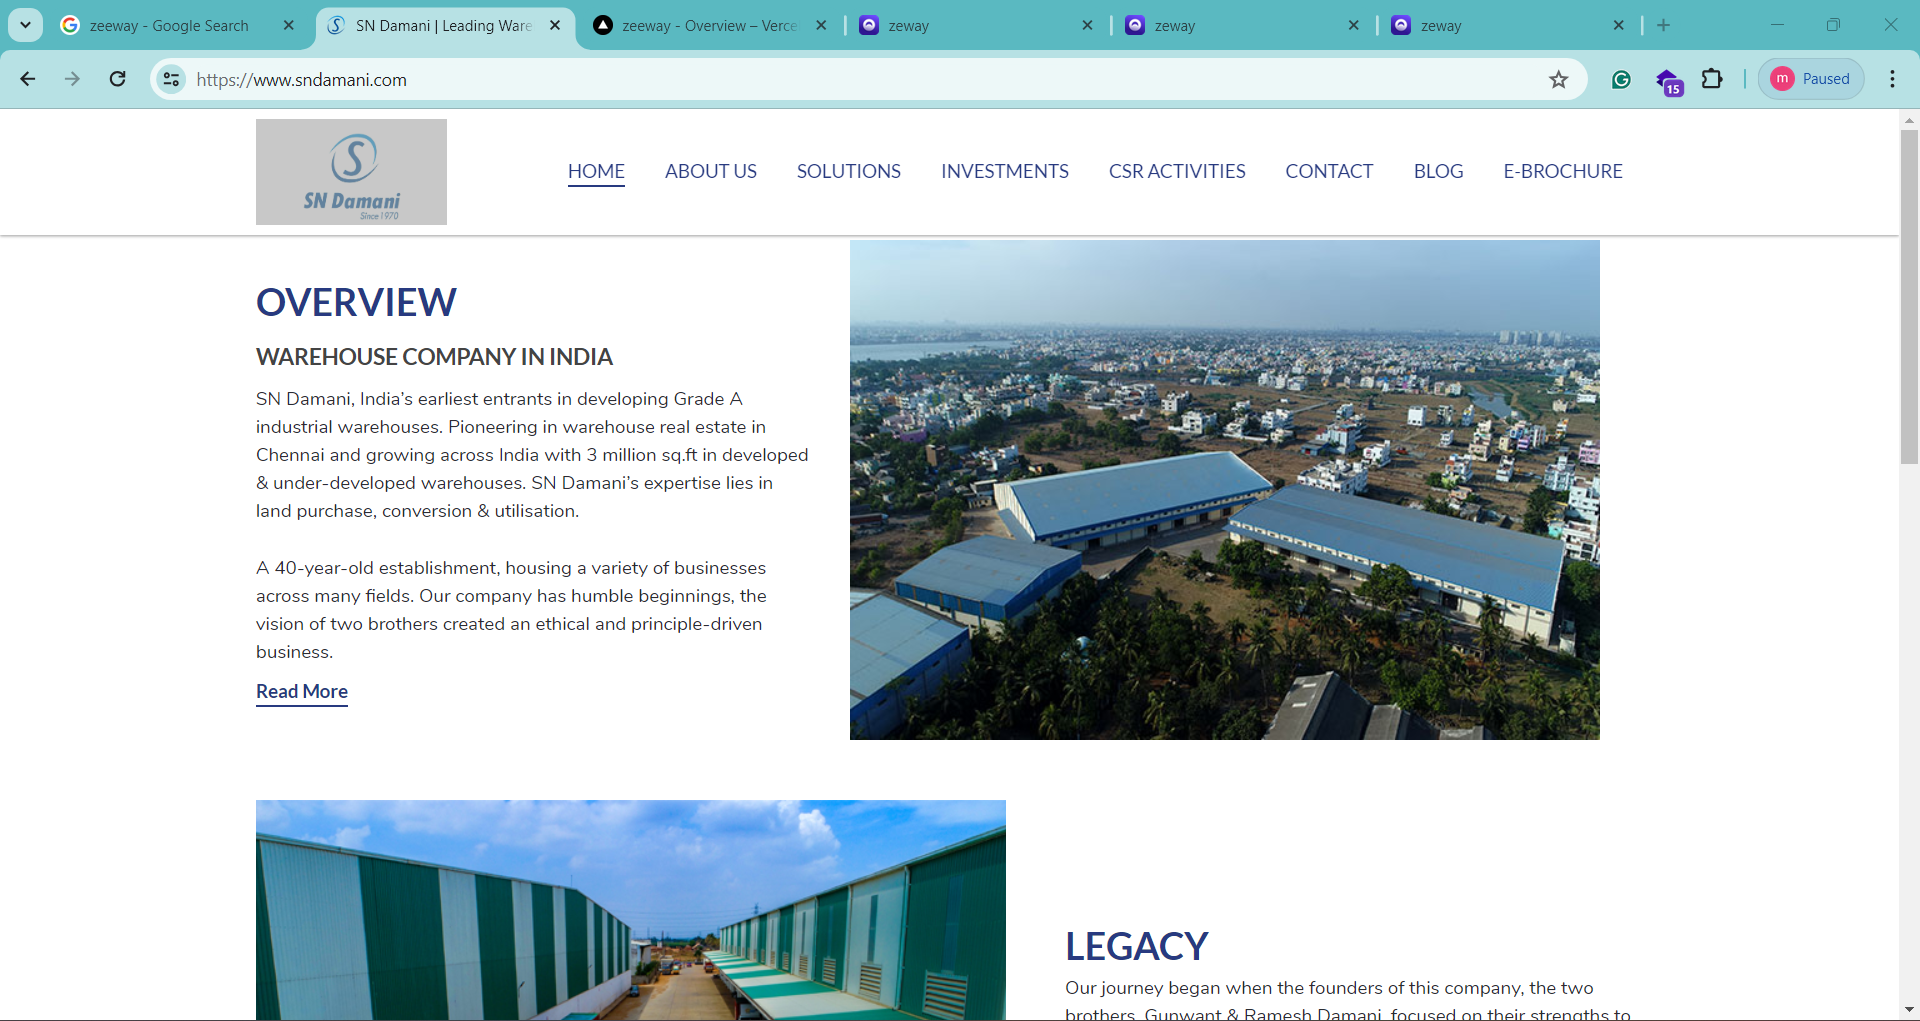 zeeway - Google Search
SN Damani | Leading Ware
zeeway - Overview – Verce
zeway
zeway
zeway
https://www.sndamani.com
15
m
Paused
S
SN Damani
Since 1970
HOME
ABOUT US
SOLUTIONS
INVESTMENTS
CSR ACTIVITIES
CONTACT
BLOG
E-BROCHURE
OVERVIEW
WAREHOUSE COMPANY IN INDIA
SN Damani, India’s earliest entrants in developing Grade A
industrial warehouses. Pioneering in warehouse real estate in
Chennai and growing across India with 3 million sq.ft in developed
& under-developed warehouses. SN Damani’s expertise lies in
land purchase, conversion & utilisation.
A 40-year-old establishment, housing a variety of businesses
across many fields. Our company has humble beginnings, the
vision of two brothers created an ethical and principle-driven
business.
Read More
LEGACY
Our journey began when the founders of this company, the two
brothers, Gunwant & Ramesh Damani, focused on their strengths to